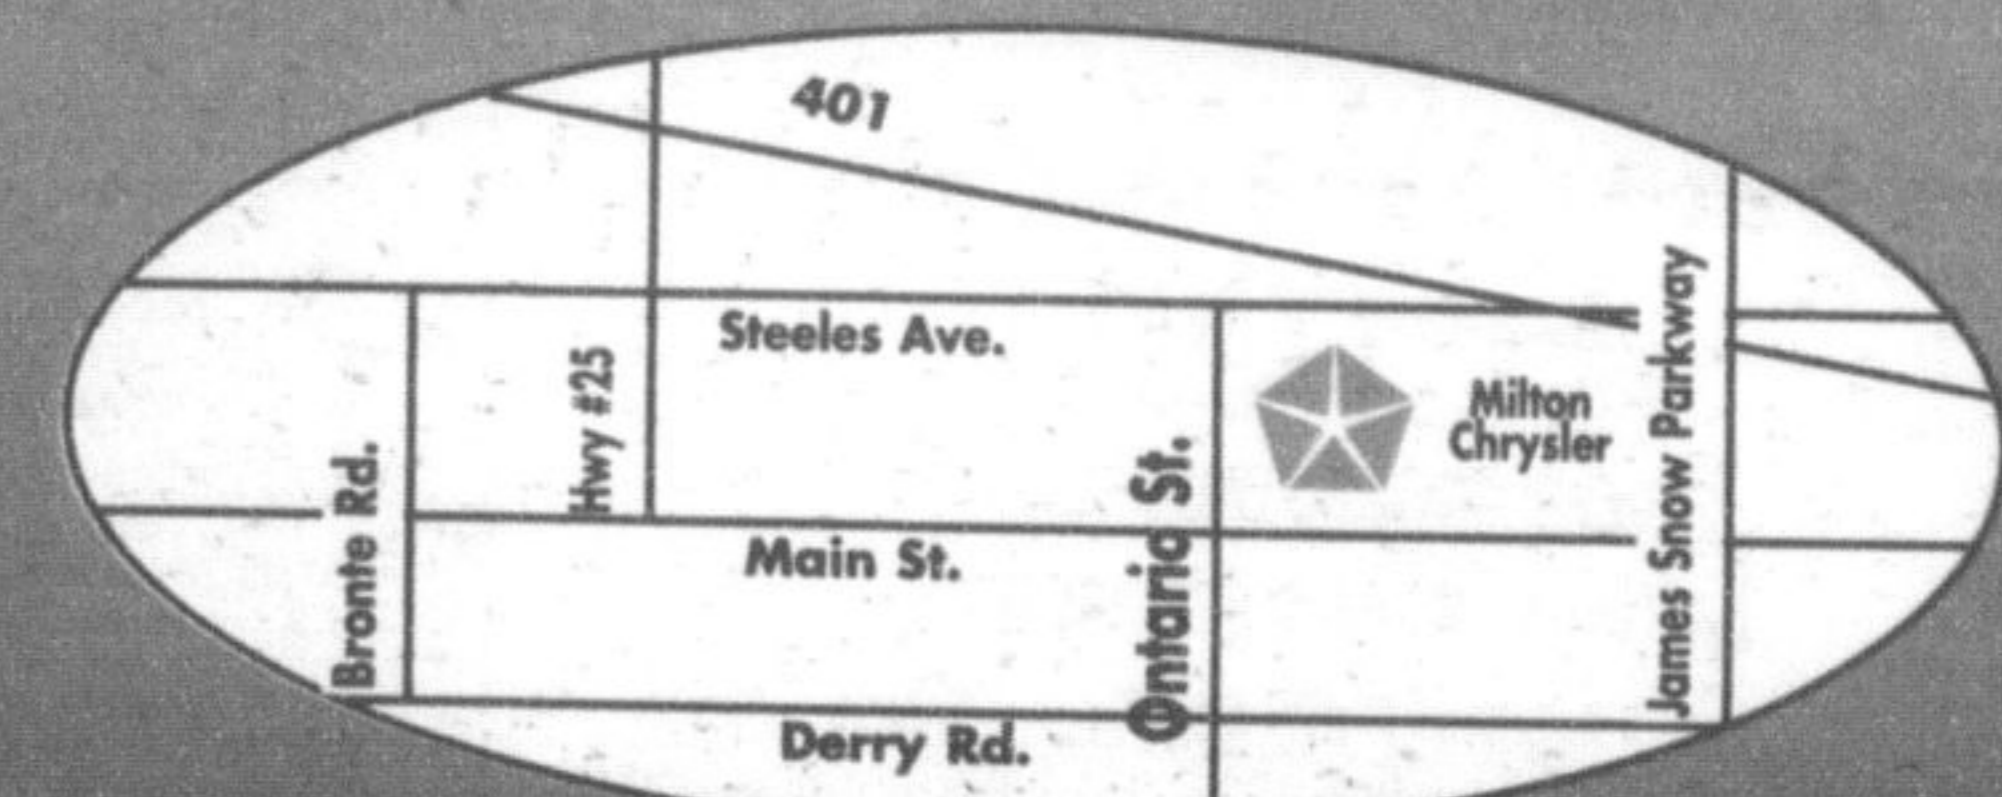 401
Steeles Ave.
Hwy #25
Milton
Chrysler
James Snow Parkway
Bronte Rd.
Ontario St.
Main St.
Derry Rd.